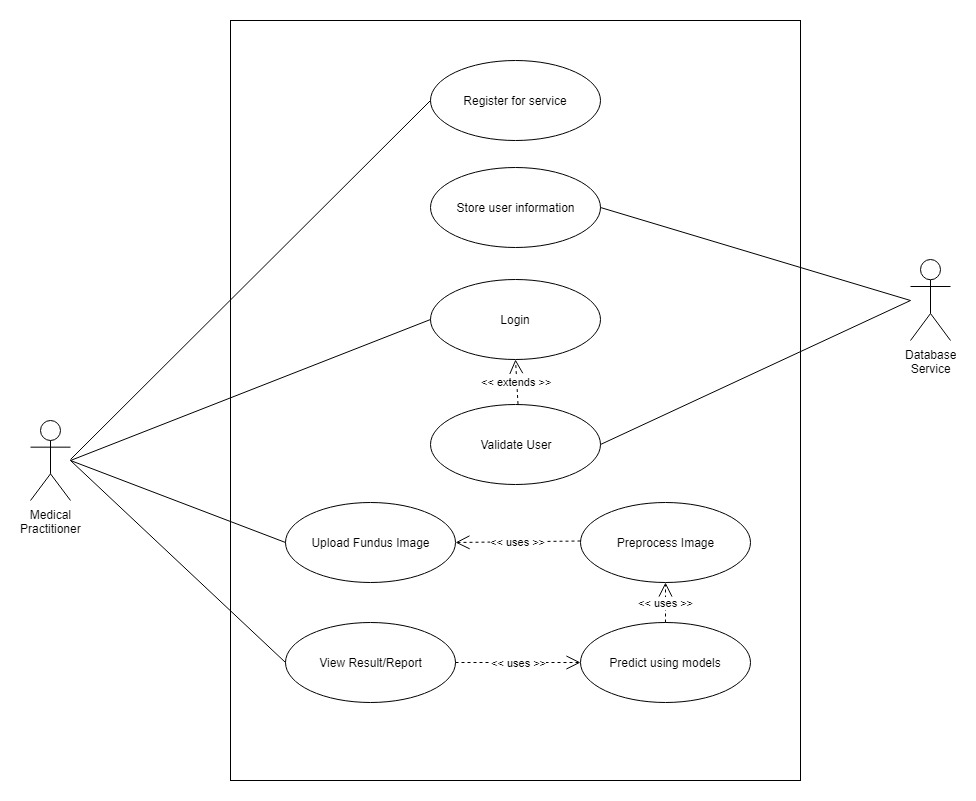 Register for service
Store user information
Login
<< extends >>
Validate User
Database
Service
Medical
Practitioner
Upload Fundus Image
<< uses >>
Preprocess Image
<< uses >>
View Result/Report
<< uses >>
Predict using models